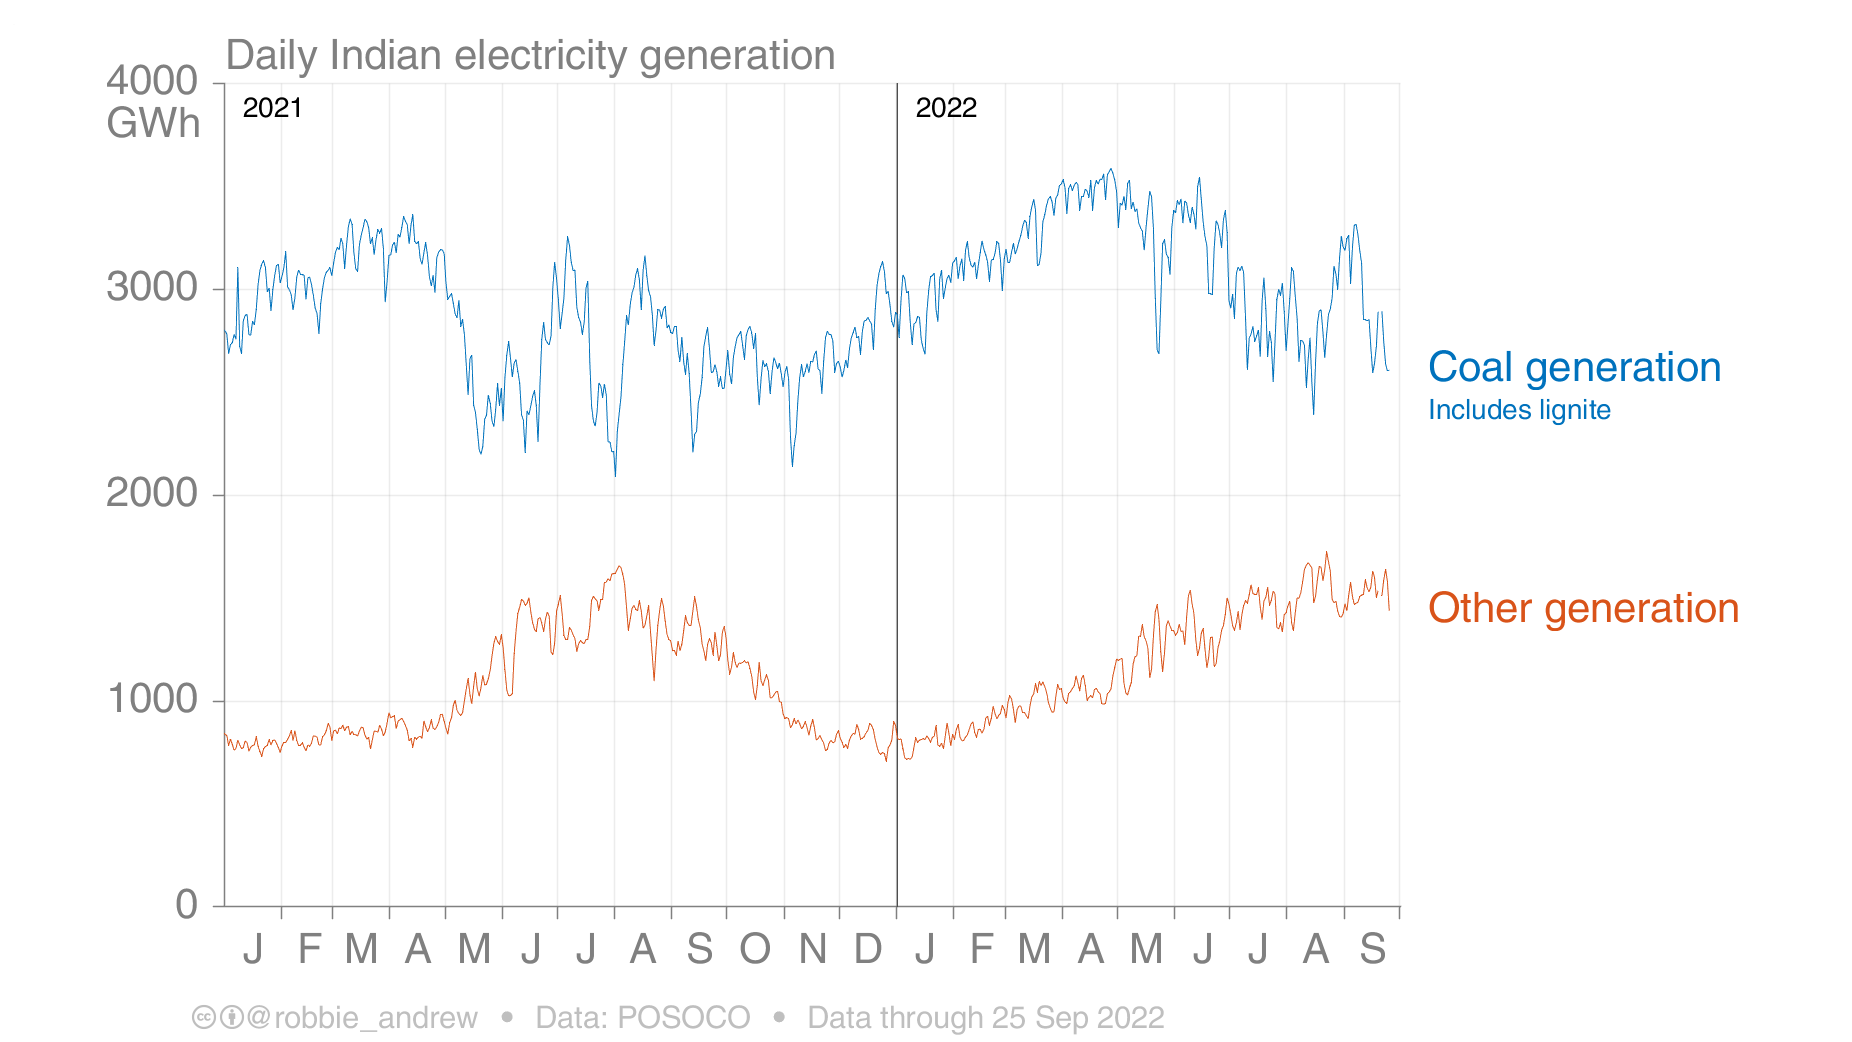 Daily Indian electricity generation
4000
GWh
2021
2022
3000
Coal generation
Includes lignite
2000
Other generation
1000
0
J F M A M J J A S O N D J F M A M J J A S
cc @robbie_andrew • Data: POSOCO • Data through 25 Sep 2022